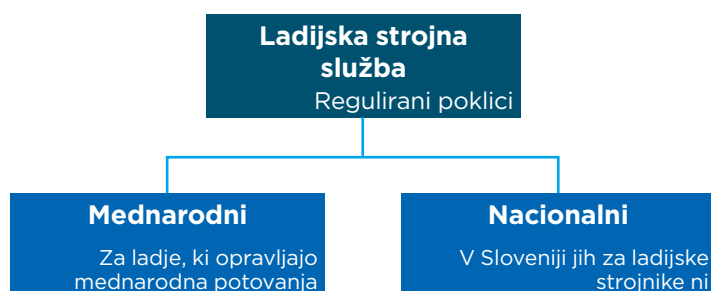 Ladijska strojna
služba
Regulirani poklici
Mednarodni
Za ladje, ki opravljajo
mednarodna potovanja
Nacionalni
V Sloveniji jih za ladijske
strojnike ni